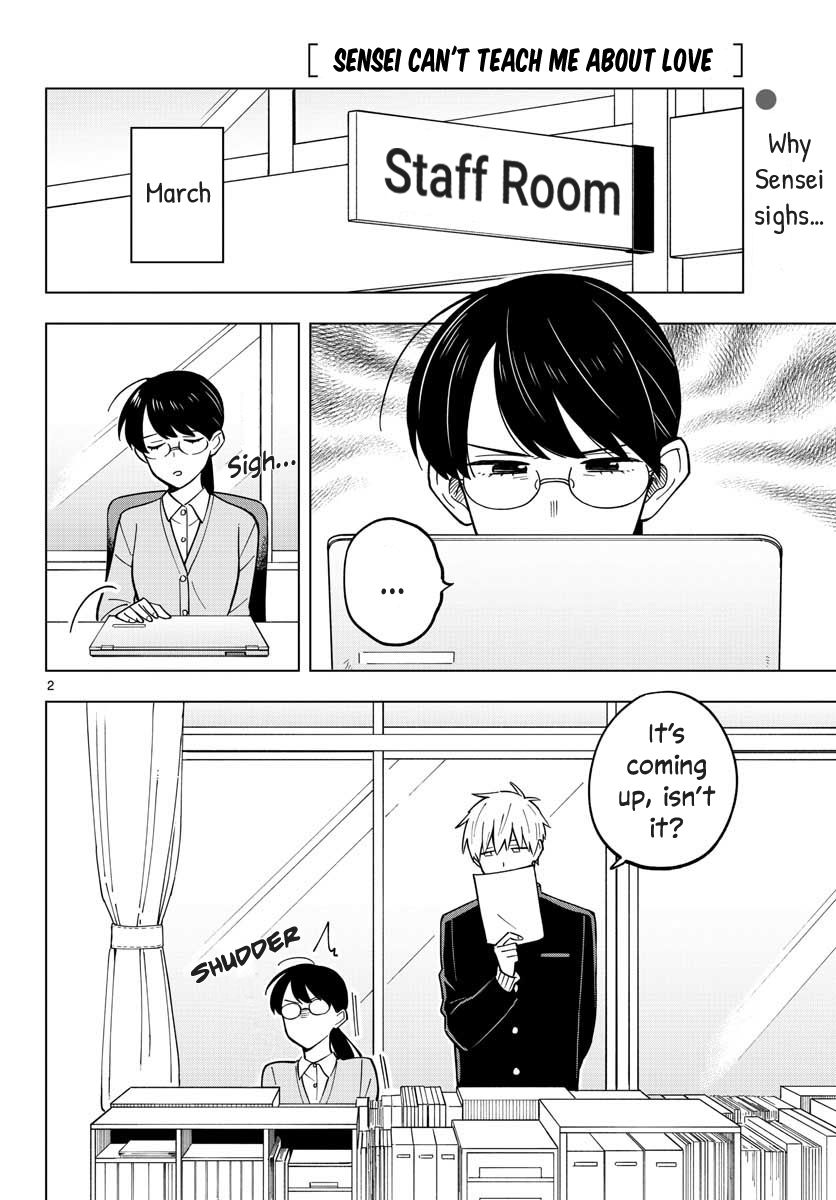 [ SENSEI CAN'T TEACH ME ABOUT LOVE ]
Why
Sensei
sighs...
March
Staff Room
...
Sigh...
2
It's
coming
up, isn't
it?
SHUDDER